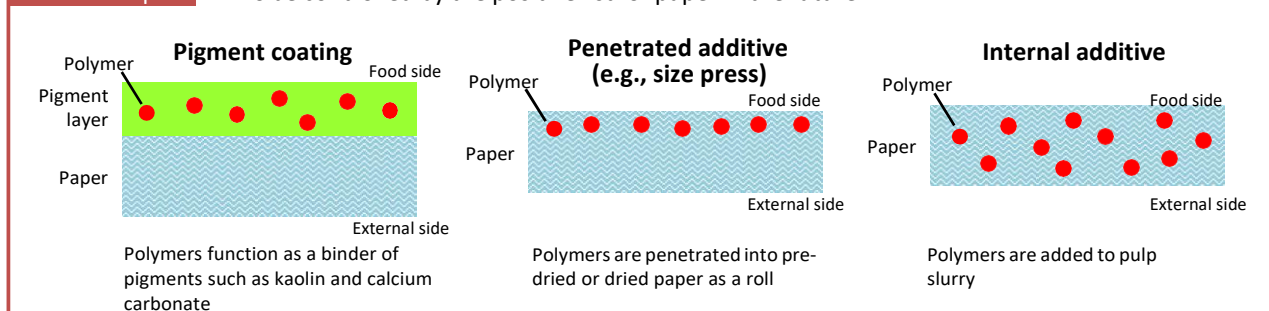 Pigment coating
Polymer
Food side
Pigment
layer
Paper
External side
Polymers function as a binder of
pigments such as kaolin and calcium
carbonate
Penetrated additive
(e.g., size press)
Polymer
Food side
Paper
External side
Polymers are penetrated into pre-
dried or dried paper as a roll
Internal additive
Polymer
Food side
Paper
External side
Polymers are added to pulp
slurry